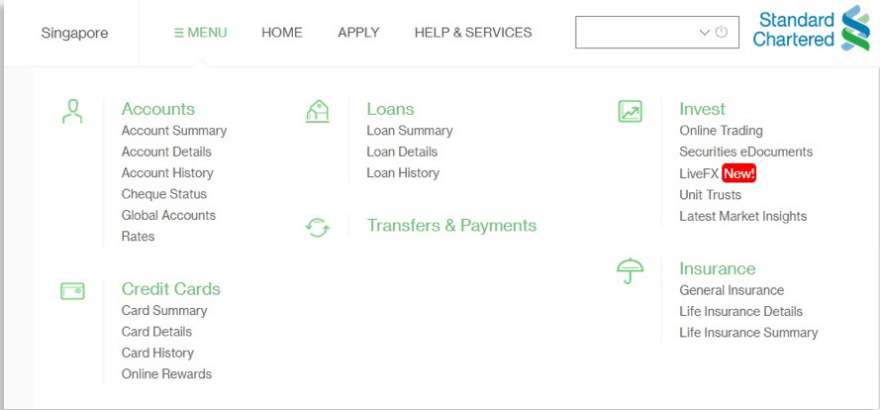 Singapore
☰ MENU
HOME
APPLY
HELP & SERVICES
Standard
Chartered
Accounts
Account Summary
Account Details
Account History
Cheque Status
Global Accounts
Rates
Credit Cards
Card Summary
Card Details
Card History
Online Rewards
Loans
Loan Summary
Loan Details
Loan History
Transfers & Payments
Invest
Online Trading
Securities eDocuments
LiveFX New!
Unit Trusts
Latest Market Insights
Insurance
General Insurance
Life Insurance Details
Life Insurance Summary